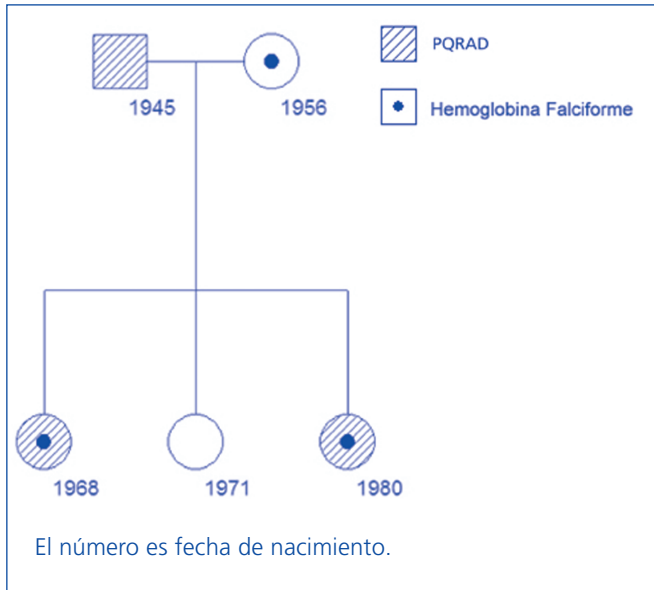 PQRAD
1945
1956
Hemoglobina Falciforme
1968
1971
1980
El número es fecha de nacimiento.